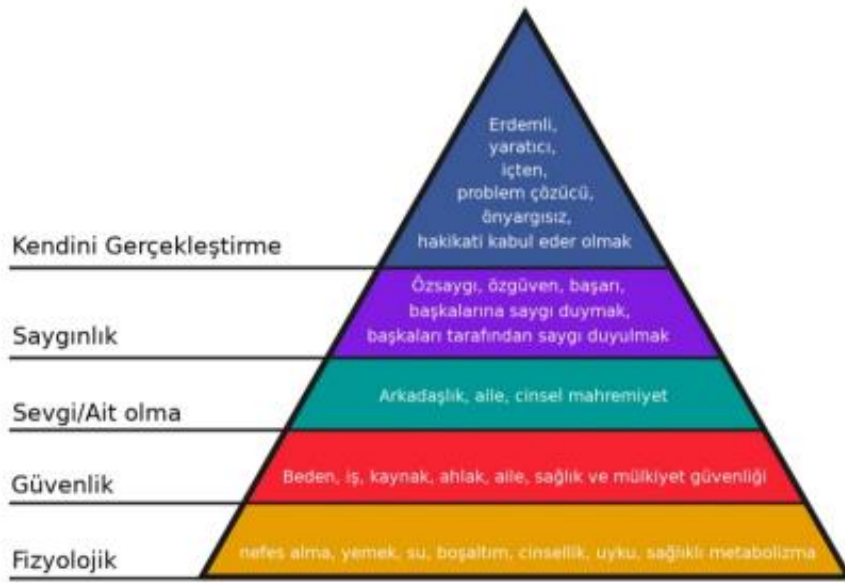 Erdemli,
yaratıcı,
içten,
problem çözücü,
önyargısız,
hakikati kabul eder olmak
Kendini Gerçekleştirme
Özsaygı, özgüven, başarı,
başkalarına saygı duymak,
başkaları tarafından saygı duyulmak
Saygınlık
Arkadaşlık, aile, cinsel mahremiyet
Sevgi/Ait olma
Beden, iş, kaynak, ahlak, aile, sağlık ve mülkiyet güvenliği
Güvenlik
nefes alma, yemek, su, boşaltım, cinsellik, uyku, sağlıklı metabolizma
Fizyolojik